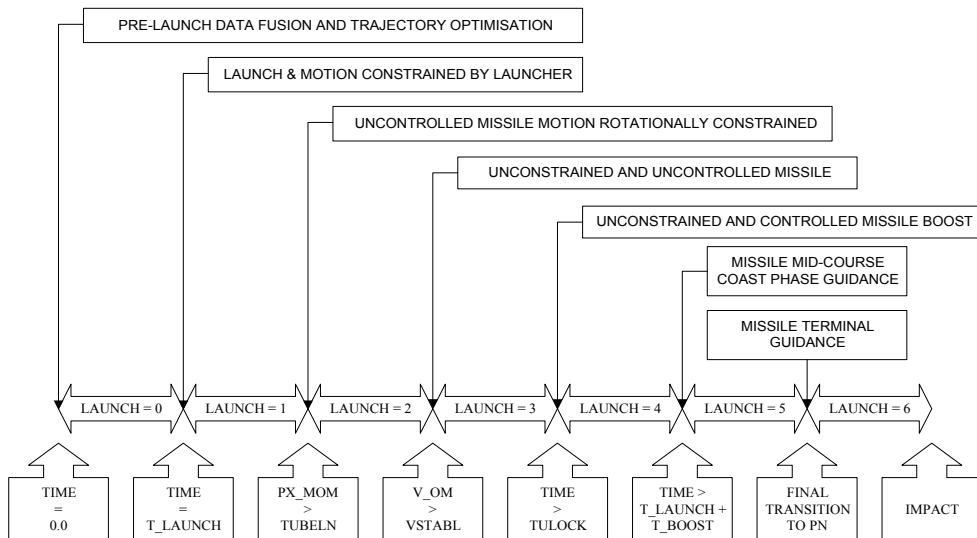 PRE-LAUNCH DATA FUSION AND TRAJECTORY OPTIMISATION
LAUNCH & MOTION CONSTRAINED BY LAUNCHER
UNCONTROLLED MISSILE MOTION ROTATIONALLY CONSTRAINED
UNCONSTRAINED AND UNCONTROLLED MISSILE
UNCONSTRAINED AND CONTROLLED MISSILE BOOST
MISSILE MID-COURSE
COAST PHASE GUIDANCE
MISSILE TERMINAL
GUIDANCE
LAUNCH = 0
LAUNCH = 1
LAUNCH = 2
LAUNCH = 3
LAUNCH = 4
LAUNCH = 5
LAUNCH = 6
TIME
=
0.0
TIME
=
T_LAUNCH
PX_MOM
>
TUBELN
V_OM
>
VSTABL
TIME
>
TULOCK
TIME >
T_LAUNCH +
T_BOOST
FINAL
TRANSITION
TO PN
IMPACT